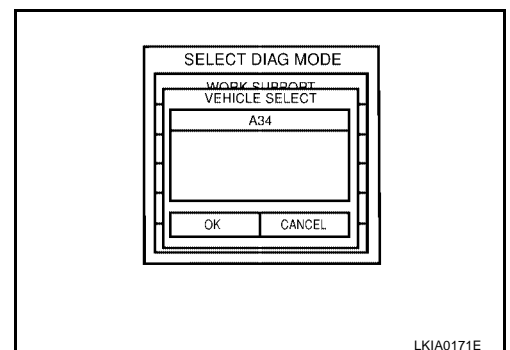 SELECT DIAG MODE
WORK SUPPORT
VEHICLE SELECT
A34
OK CANCEL
LKIA0171E